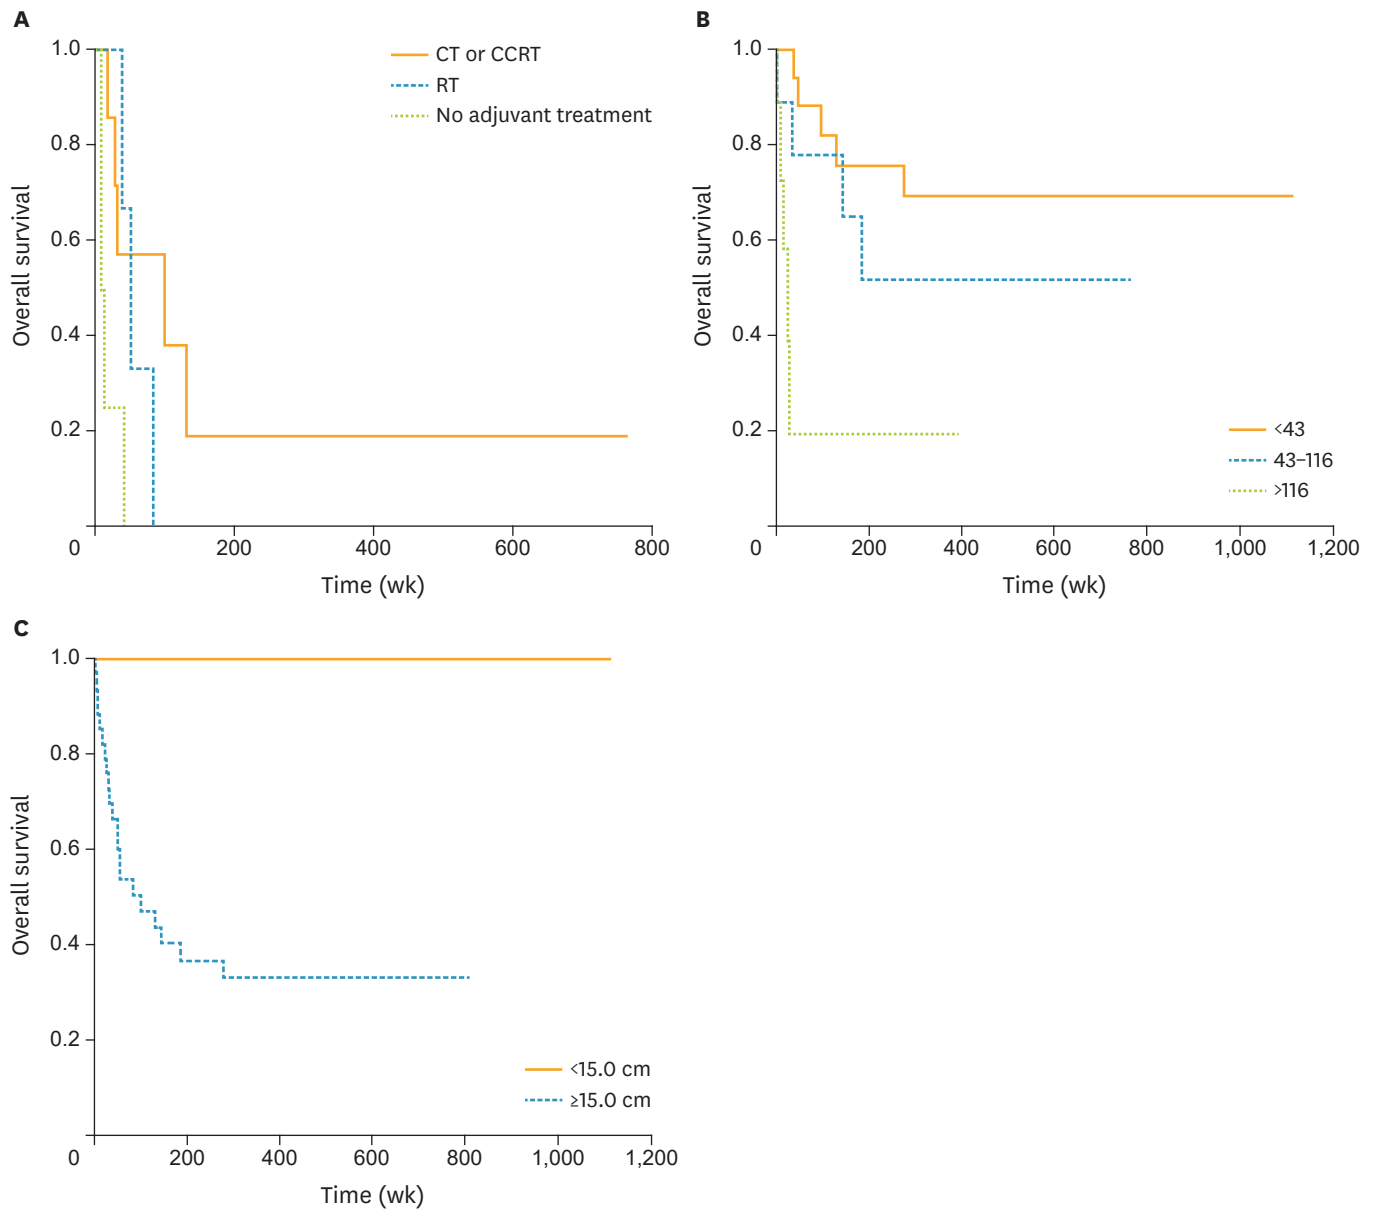 A
1.0
0.8
0.6
0.4
0.2
Overall survival
CT or CCRT
RT
No adjuvant treatment
0 200 400 600 800
Time (wk)
B
1.0
0.8
0.6
0.4
0.2
Overall survival
<43
43–116
>116
0 200 400 600 800 1,000 1,200
Time (wk)
C
1.0
0.8
0.6
0.4
0.2
Overall survival
<15.0 cm
≥15.0 cm
0 200 400 600 800 1,000 1,200
Time (wk)